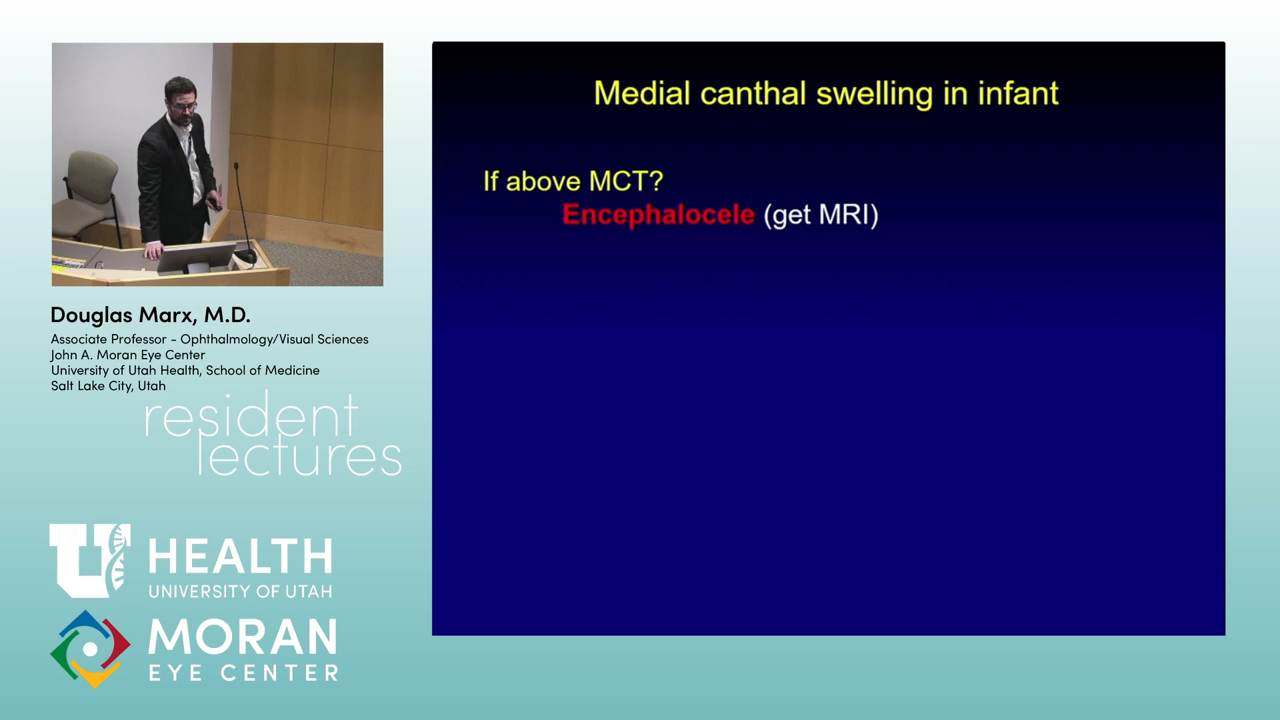 Medial canthal swelling in infant
If above MCT?
Encephalocele (get MRI)
Douglas Marx, M.D.
Associate Professor - Ophthalmology/Visual Sciences
John A. Moran Eye Center
University of Utah Health, School of Medicine
Salt Lake City, Utah
resident
lectures
U HEALTH
UNIVERSITY OF UTAH
MORAN
EYE CENTER